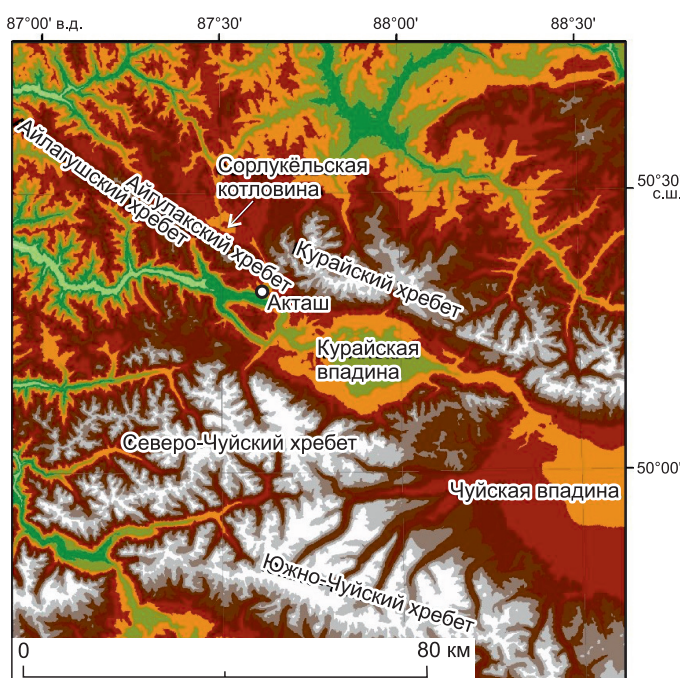 87°00' в.д.
87°30'
88°00'
88°30'
Айлагушский хребет
Айгулакский хребет
Сорлукёльская
котловина
50°30'
с.ш.
Курайский хребет
Акташ
Курайская
впадина
Северо-Чуйский хребет
50°00'
Чуйская впадина
Южно-Чуйский хребет
0
80 км